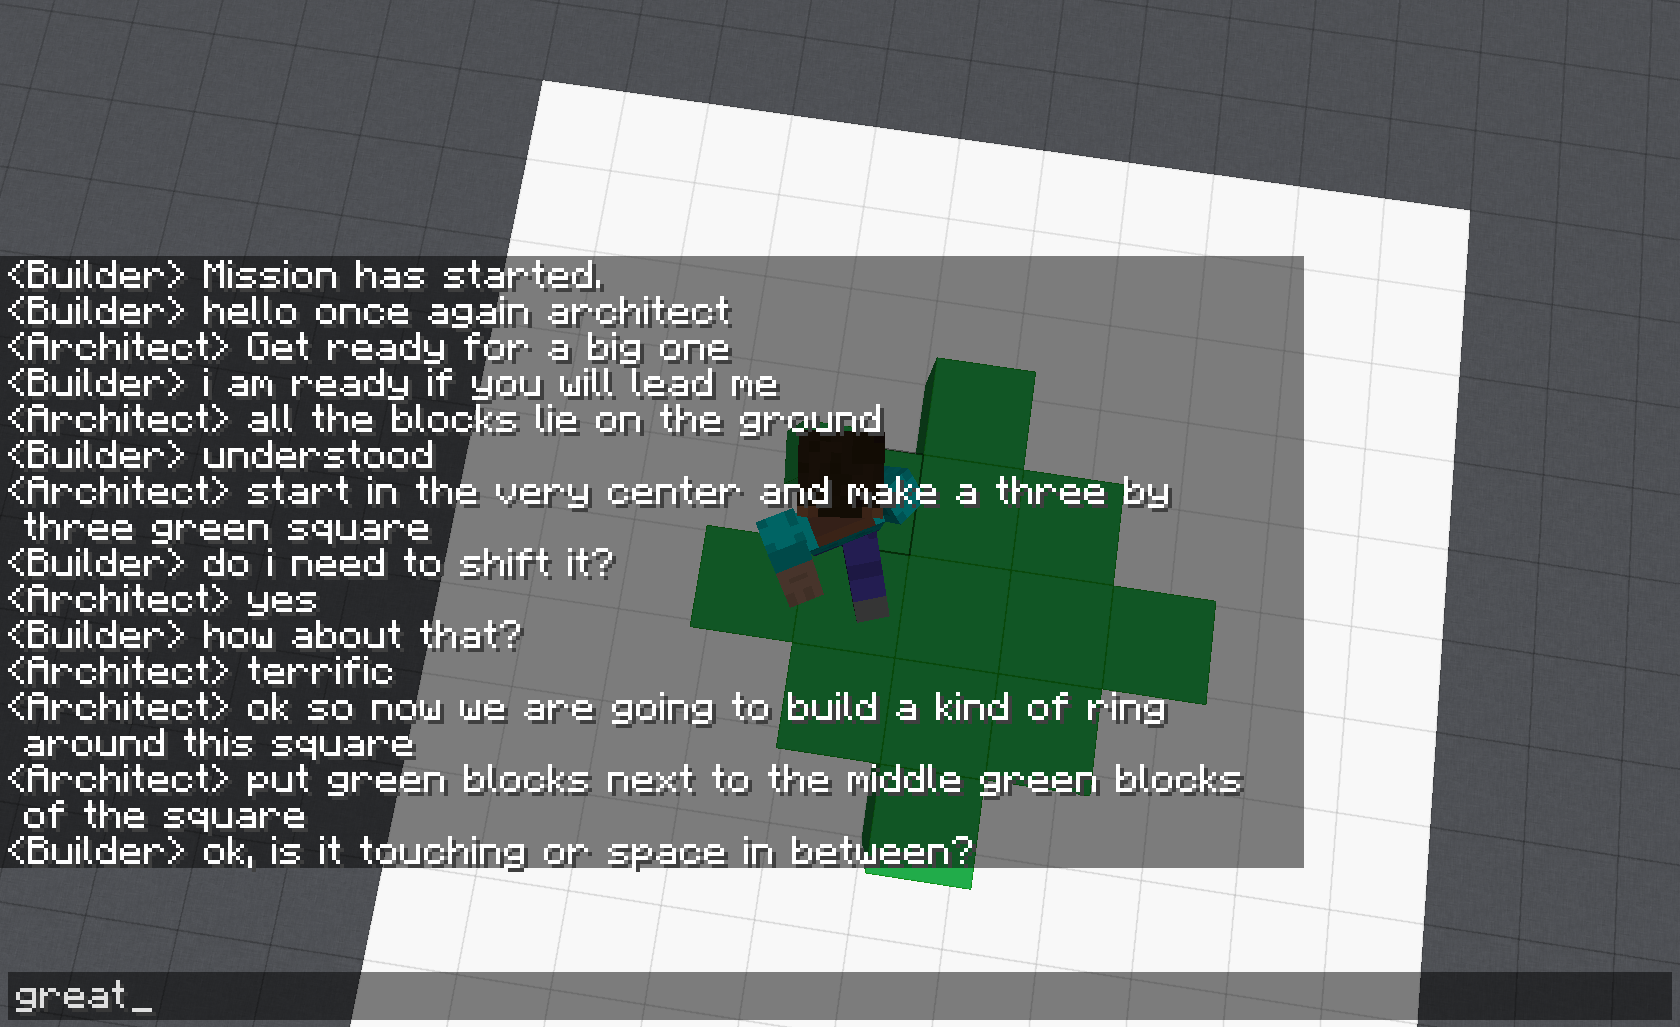 <Builder> Mission has started.
<Builder> hello once again architect
<Architect> Get ready for a big one
<Builder> i am ready if you will lead me
<Architect> all the blocks lie on the ground
<Builder> understood
<Architect> start in the very center and make a three by
three green square
<Builder> do i need to shift it?
<Architect> yes
<Builder> how about that?
<Architect> terrific
<Architect> ok so now we are going to build a kind of ring
around this square
<Architect> put green blocks next to the middle green blocks
of the square
<Builder> ok, is it touching or space in between?
great_